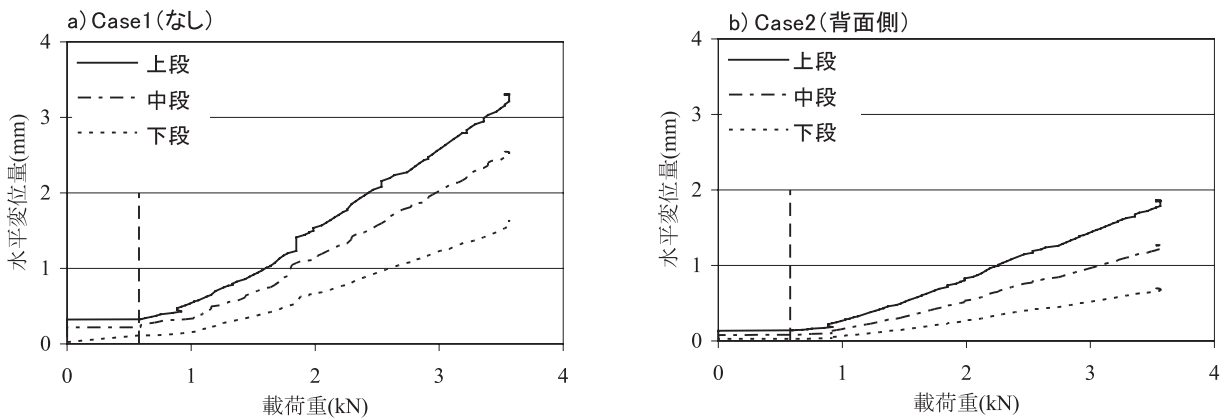 a) Case1(なし)
4
3
2
1
0
水平変位量(mm)
上段
中段
下段
0 1 2 3 4
載荷重(kN)
b) Case2(背面側)
4
3
2
1
0
水平変位量(mm)
上段
中段
下段
0 1 2 3 4
載荷重(kN)